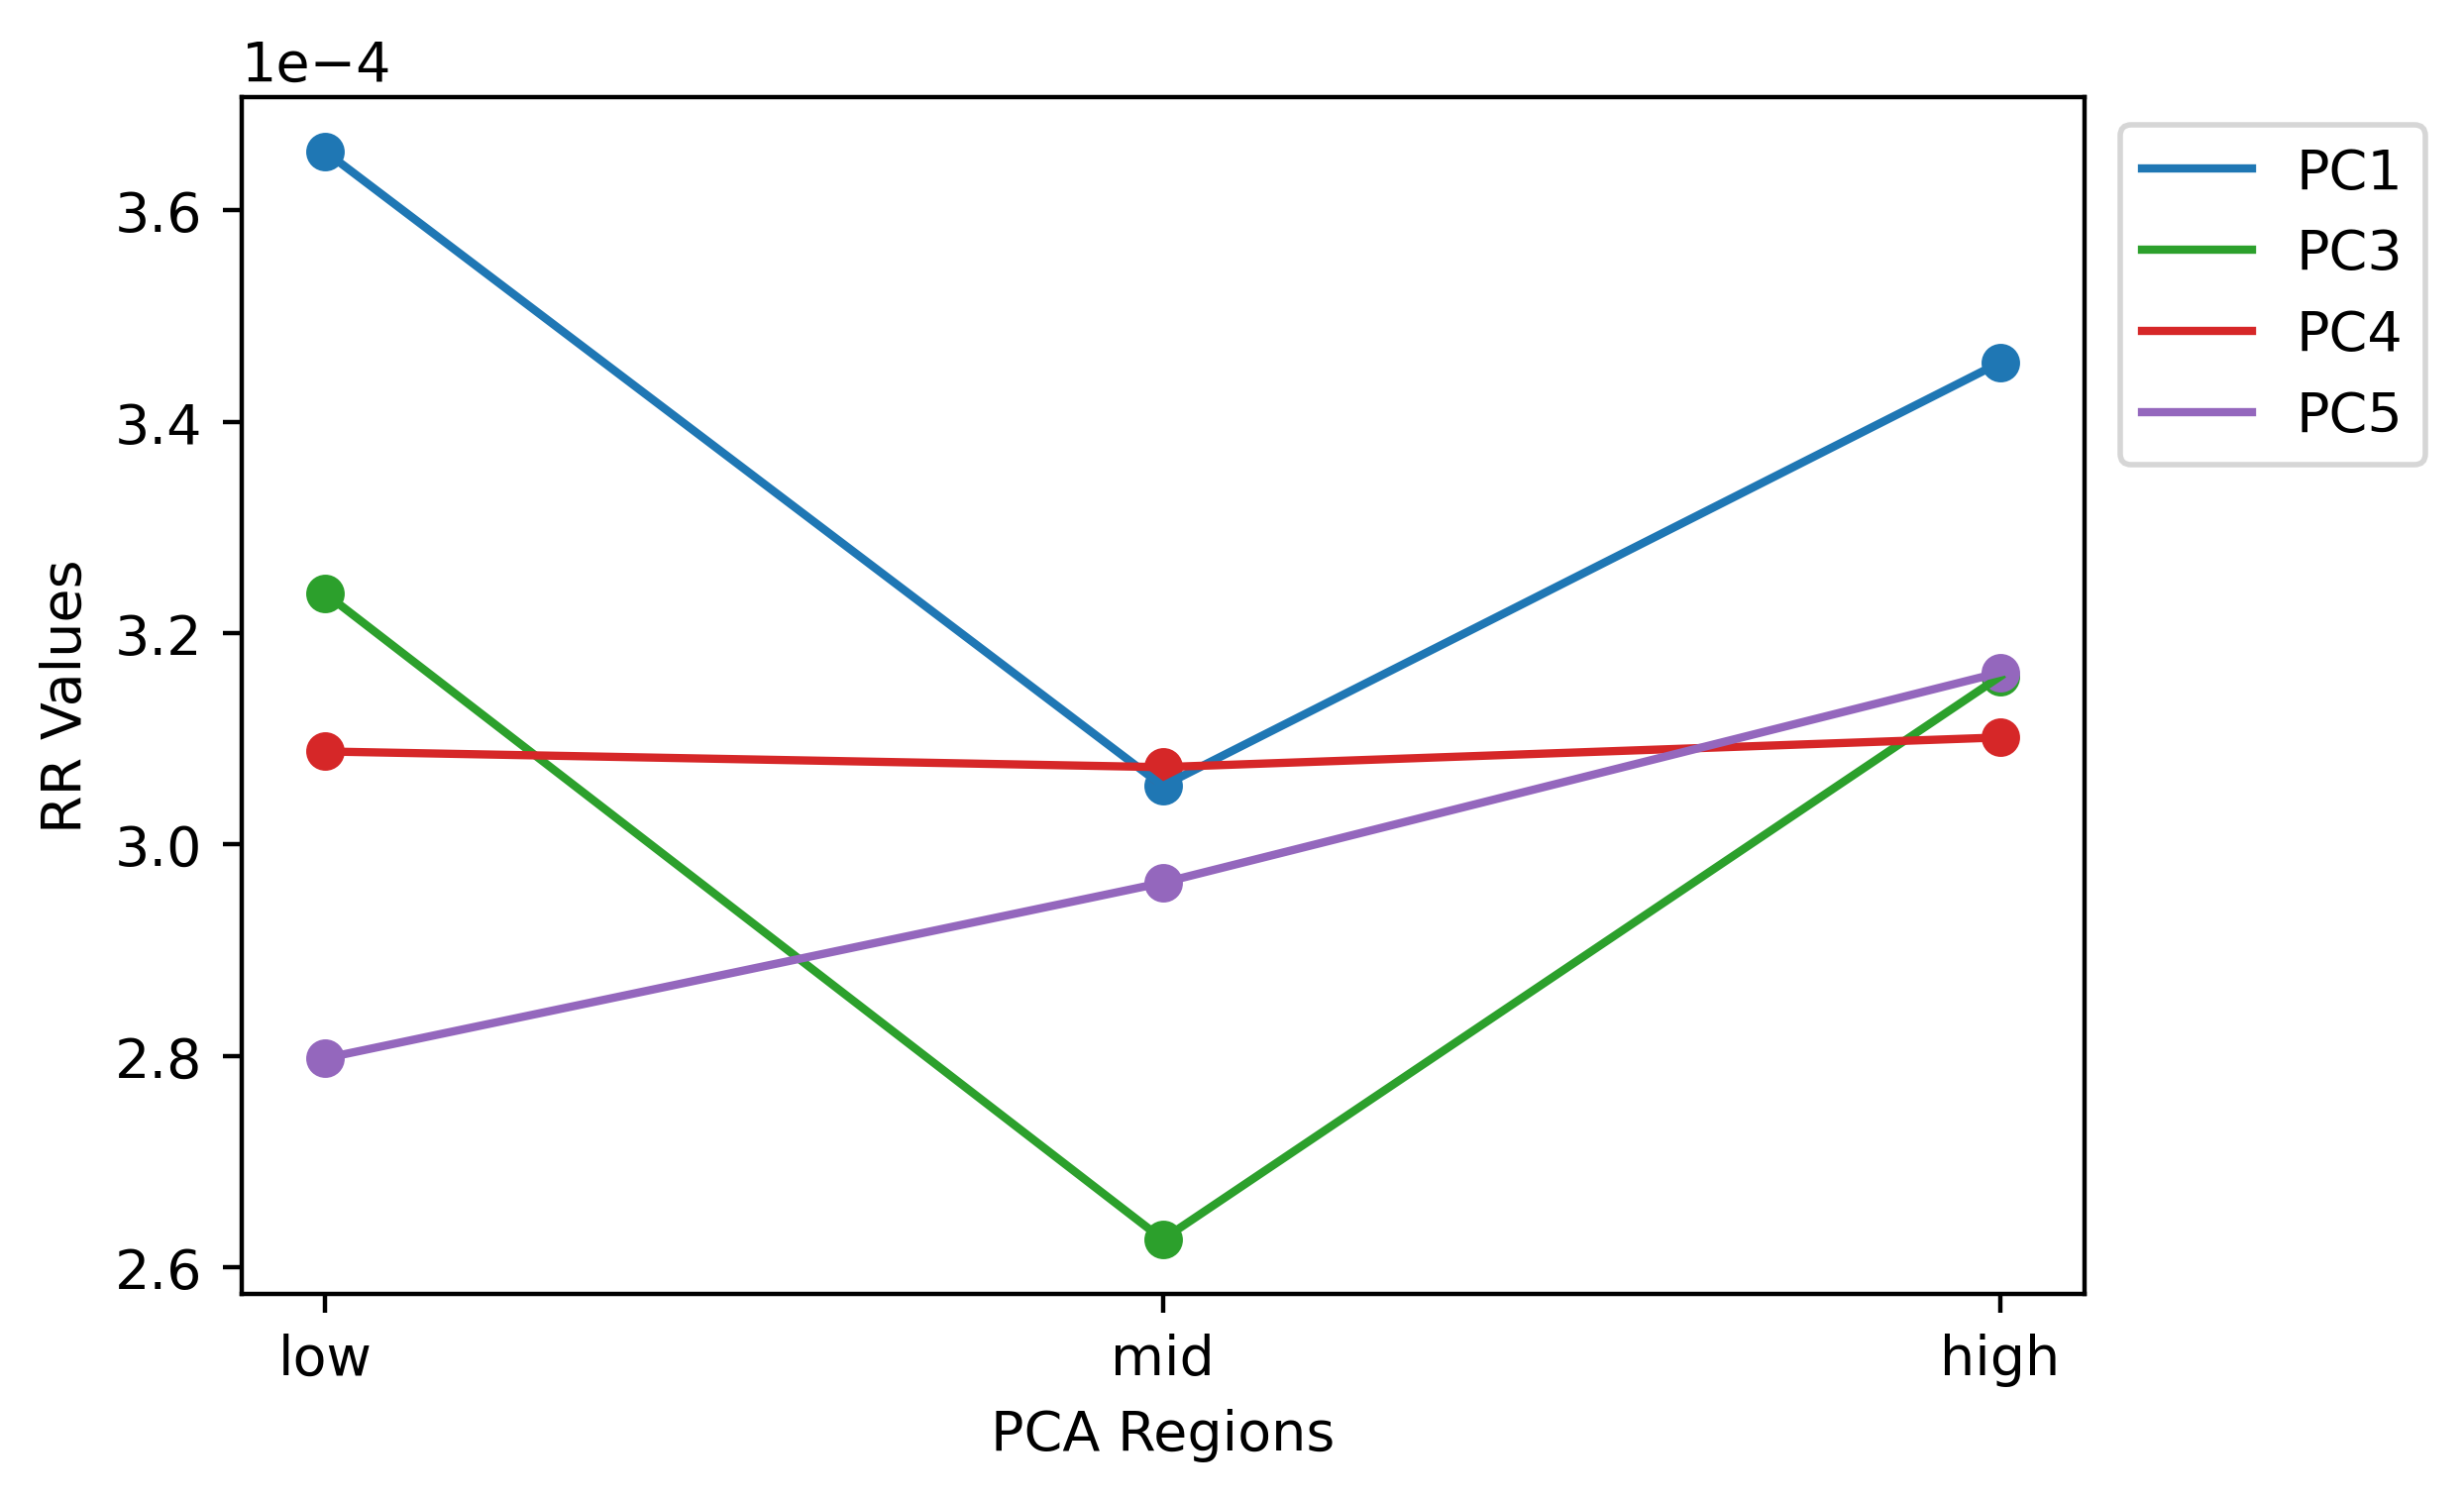 1e−4
3.6
3.4
3.2
3.0
2.8
2.6
RR Values
low
mid
high
PCA Regions
PC1
PC3
PC4
PC5